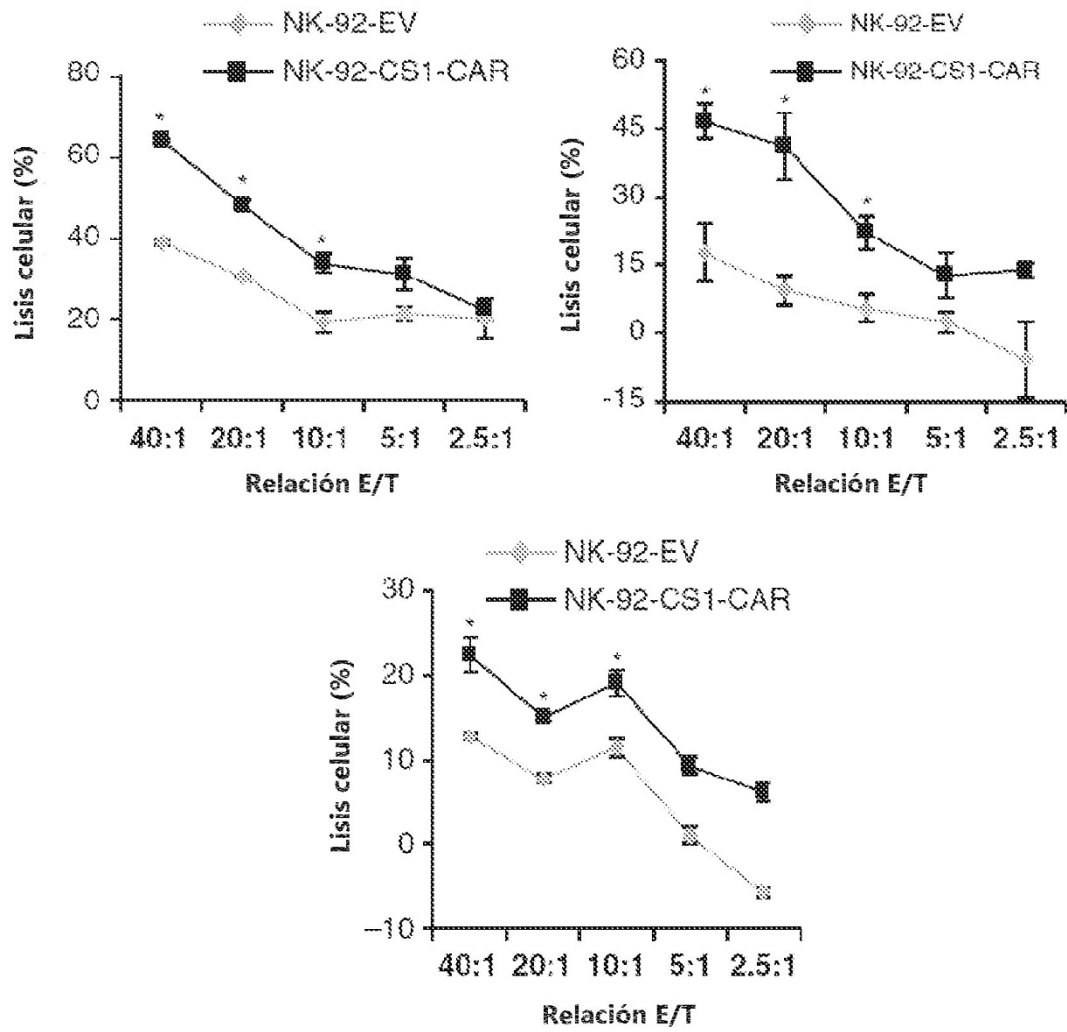 NK-92-EV
NK-92-CS1-CAR
Lisis celular (%)
80
60
40
20
0
*
*
*
40:1 20:1 10:1 5:1 2.5:1
Relación E/T
NK-92-EV
NK-92-CS1-CAR
Lisis celular (%)
60
45
30
15
0
-15
*
*
*
40:1 20:1 10:1 5:1 2.5:1
Relación E/T
NK-92-EV
NK-92-CS1-CAR
Lisis celular (%)
30
20
10
0
–10
*
*
*
40:1 20:1 10:1 5:1 2.5:1
Relación E/T